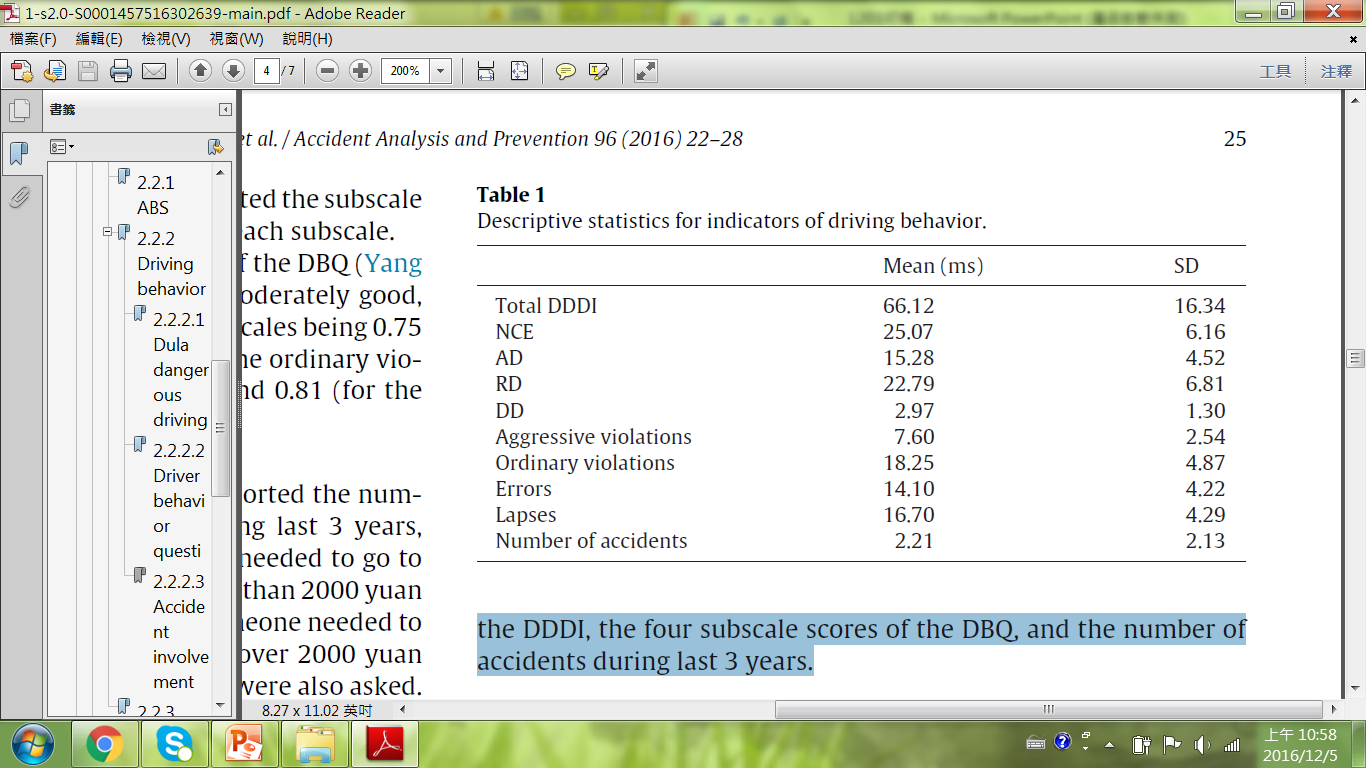 1-s2.0-S0001457516302639-main.pdf - Adobe Reader
檔案(F) 編輯(E) 檢視(V) 視窗(W) 說明(H)
4 / 7 200% 工具 注釋
書籤
2.2.1
ABS
2.2.2
Driving
behavior
2.2.2.1
Dula
danger
ous
driving
2.2.2.2
Driver
behavi
or
questi
2.2.2.3
Accide
nt
involve
ment
2.2.3
et al. / Accident Analysis and Prevention 96 (2016) 22–28 25
ted the subscale
ach subscale.
f the DBQ (Yang
oderately good,
cales being 0.75
ne ordinary vio-
nd 0.81 (for the
orted the num-
ng last 3 years,
needed to go to
than 2000 yuan
neone needed to
over 2000 yuan
were also asked.
Table 1
Descriptive statistics for indicators of driving behavior.
Mean (ms) SD
Total DDDI 66.12 16.34
NCE 25.07 6.16
AD 15.28 4.52
RD 22.79 6.81
DD 2.97 1.30
Aggressive violations 7.60 2.54
Ordinary violations 18.25 4.87
Errors 14.10 4.22
Lapses 16.70 4.29
Number of accidents 2.21 2.13
the DDDI, the four subscale scores of the DBQ, and the number of
accidents during last 3 years.
8.27 x 11.02 英吋
上午 10:58
2016/12/5